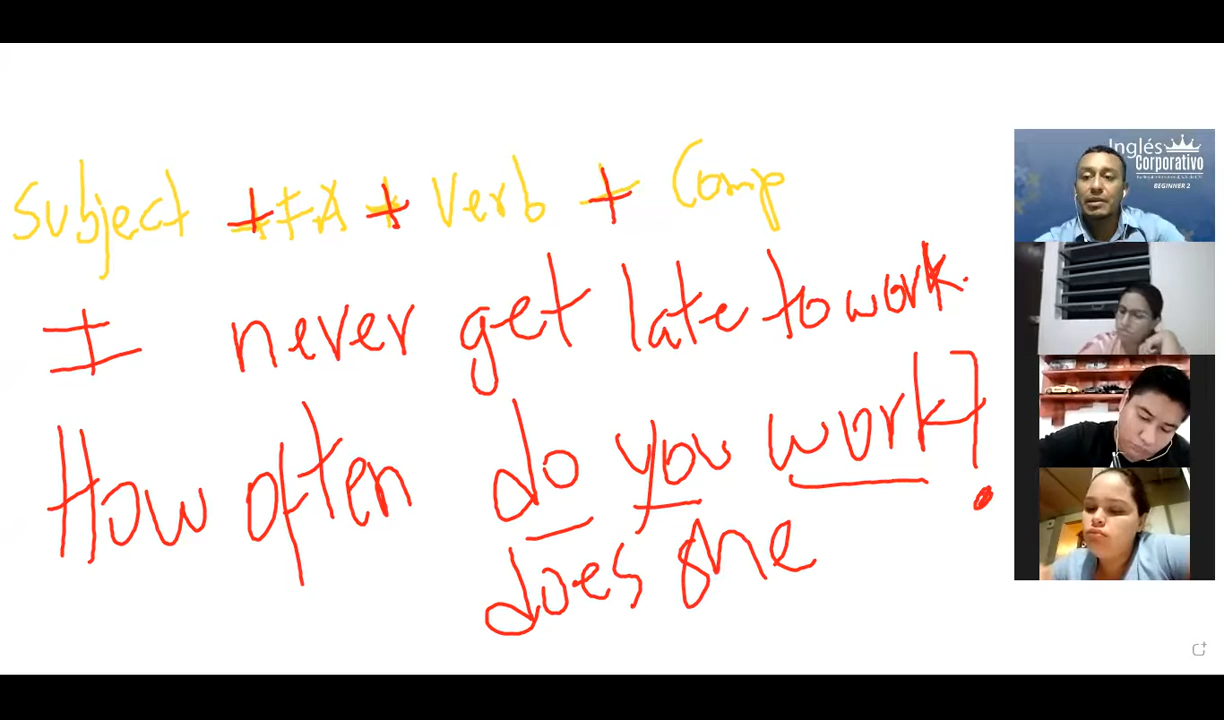 Subject + FA + Verb + Comp
I never get late to work.
How often do you work?
does she
Inglés
Corporativo
BEGINNER 2